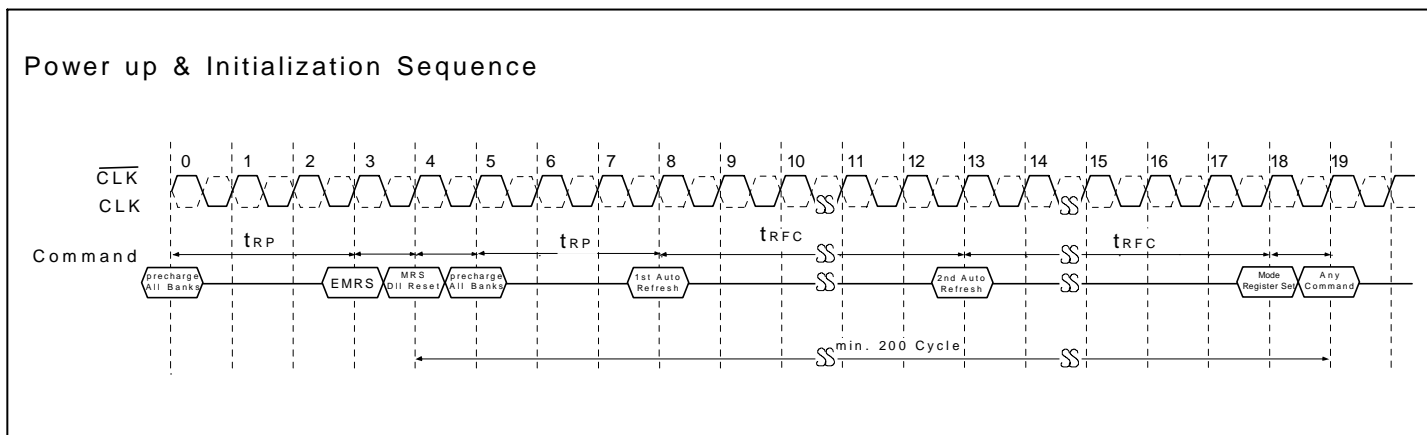 Power up & Initialization Sequence
0 1 2 3 4 5 6 7 8 9 10 11 12 13 14 15 16 17 18 19
CLK
CLK
tRP tRP tRFC tRFC
Command
precharge All Banks
EMRS
MRS Dll Reset
precharge All Banks
1st Auto Refresh
2nd Auto Refresh
Mode Register Set
Any Command
min. 200 Cycle